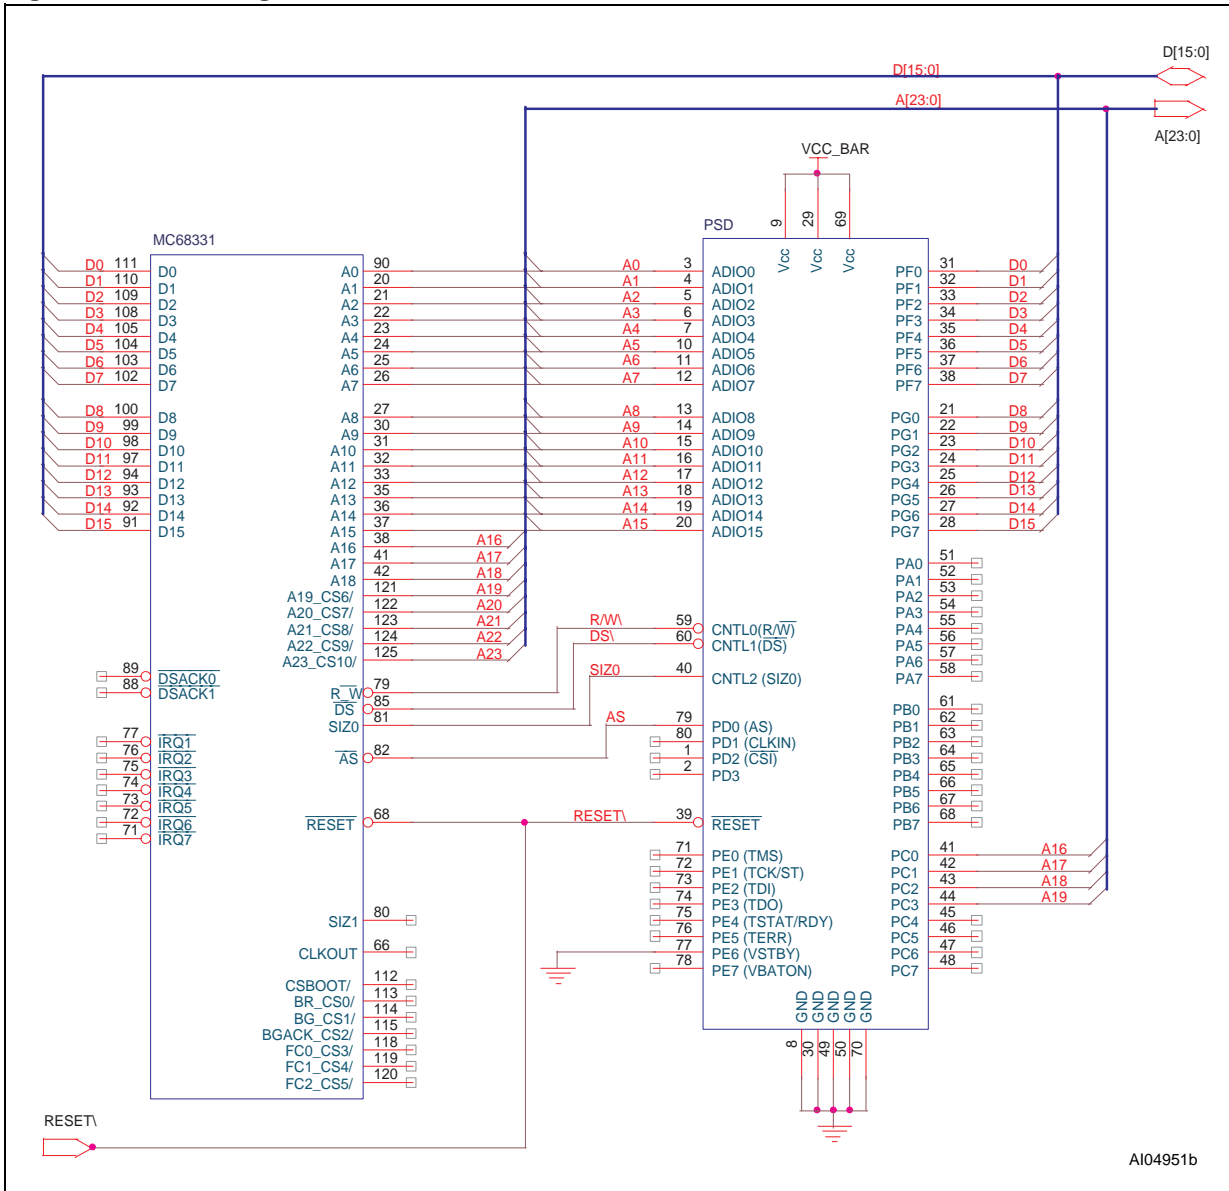 D[15:0]
D[15:0]
A[23:0]
A[23:0]
VCC_BAR
9 29 69
MC68331
PSD
Vcc Vcc Vcc
D0 111 D0 A0 90 A0 3 ADIO0 PF0 31 D0
D1 110 D1 A1 20 A1 4 ADIO1 PF1 32 D1
D2 109 D2 A2 21 A2 5 ADIO2 PF2 33 D2
D3 108 D3 A3 22 A3 6 ADIO3 PF3 34 D3
D4 105 D4 A4 23 A4 7 ADIO4 PF4 35 D4
D5 104 D5 A5 24 A5 10 ADIO5 PF5 36 D5
D6 103 D6 A6 25 A6 11 ADIO6 PF6 37 D6
D7 102 D7 A7 26 A7 12 ADIO7 PF7 38 D7
D8 100 D8 A8 27 A8 13 ADIO8 PG0 21 D8
D9 99 D9 A9 30 A9 14 ADIO9 PG1 22 D9
D10 98 D10 A10 31 A10 15 ADIO10 PG2 23 D10
D11 97 D11 A11 32 A11 16 ADIO11 PG3 24 D11
D12 94 D12 A12 33 A12 17 ADIO12 PG4 25 D12
D13 93 D13 A13 35 A13 18 ADIO13 PG5 26 D13
D14 92 D14 A14 36 A14 19 ADIO14 PG6 27 D14
D15 91 D15 A15 37 A15 20 ADIO15 PG7 28 D15
A16 38 A16
A17 41 A17 PA0 51
A18 42 A18 PA1 52
A19_CS6/ 121 A19 PA2 53
A20_CS7/ 122 A20 PA3 54
A21_CS8/ 123 A21 R/W\ 59 CNTL0(R/W) PA4 55
A22_CS9/ 124 A22 DS\ 60 CNTL1(DS) PA5 56
A23_CS10/ 125 A23 PA6 57
89 DSACK0 SIZ0 40 CNTL2 (SIZ0) PA7 58
88 DSACK1 R_W 79
DS 85 PB0 61
SIZ0 81 AS 79 PD0 (AS) PB1 62
77 IRQ1 80 PD1 (CLKIN) PB2 63
76 IRQ2 AS 82 1 PD2 (CSI) PB3 64
75 IRQ3 2 PD3 PB4 65
74 IRQ4 PB5 66
73 IRQ5 PB6 67
72 IRQ6 RESET 68 RESET\ 39 RESET PB7 68
71 IRQ7
71 PE0 (TMS) PC0 41 A16
72 PE1 (TCK/ST) PC1 42 A17
73 PE2 (TDI) PC2 43 A18
74 PE3 (TDO) PC3 44 A19
SIZ1 80 75 PE4 (TSTAT/RDY) PC4 45
76 PE5 (TERR) PC5 46
CLKOUT 66 77 PE6 (VSTBY) PC6 47
78 PE7 (VBATON) PC7 48
CSBOOT/ 112
BR_CS0/ 113
BG_CS1/ 114
BGACK_CS2/ 115
FC0_CS3/ 118
FC1_CS4/ 119
FC2_CS5/ 120
GND GND GND GND GND
8 30 49 50 70
RESET\
AI04951b